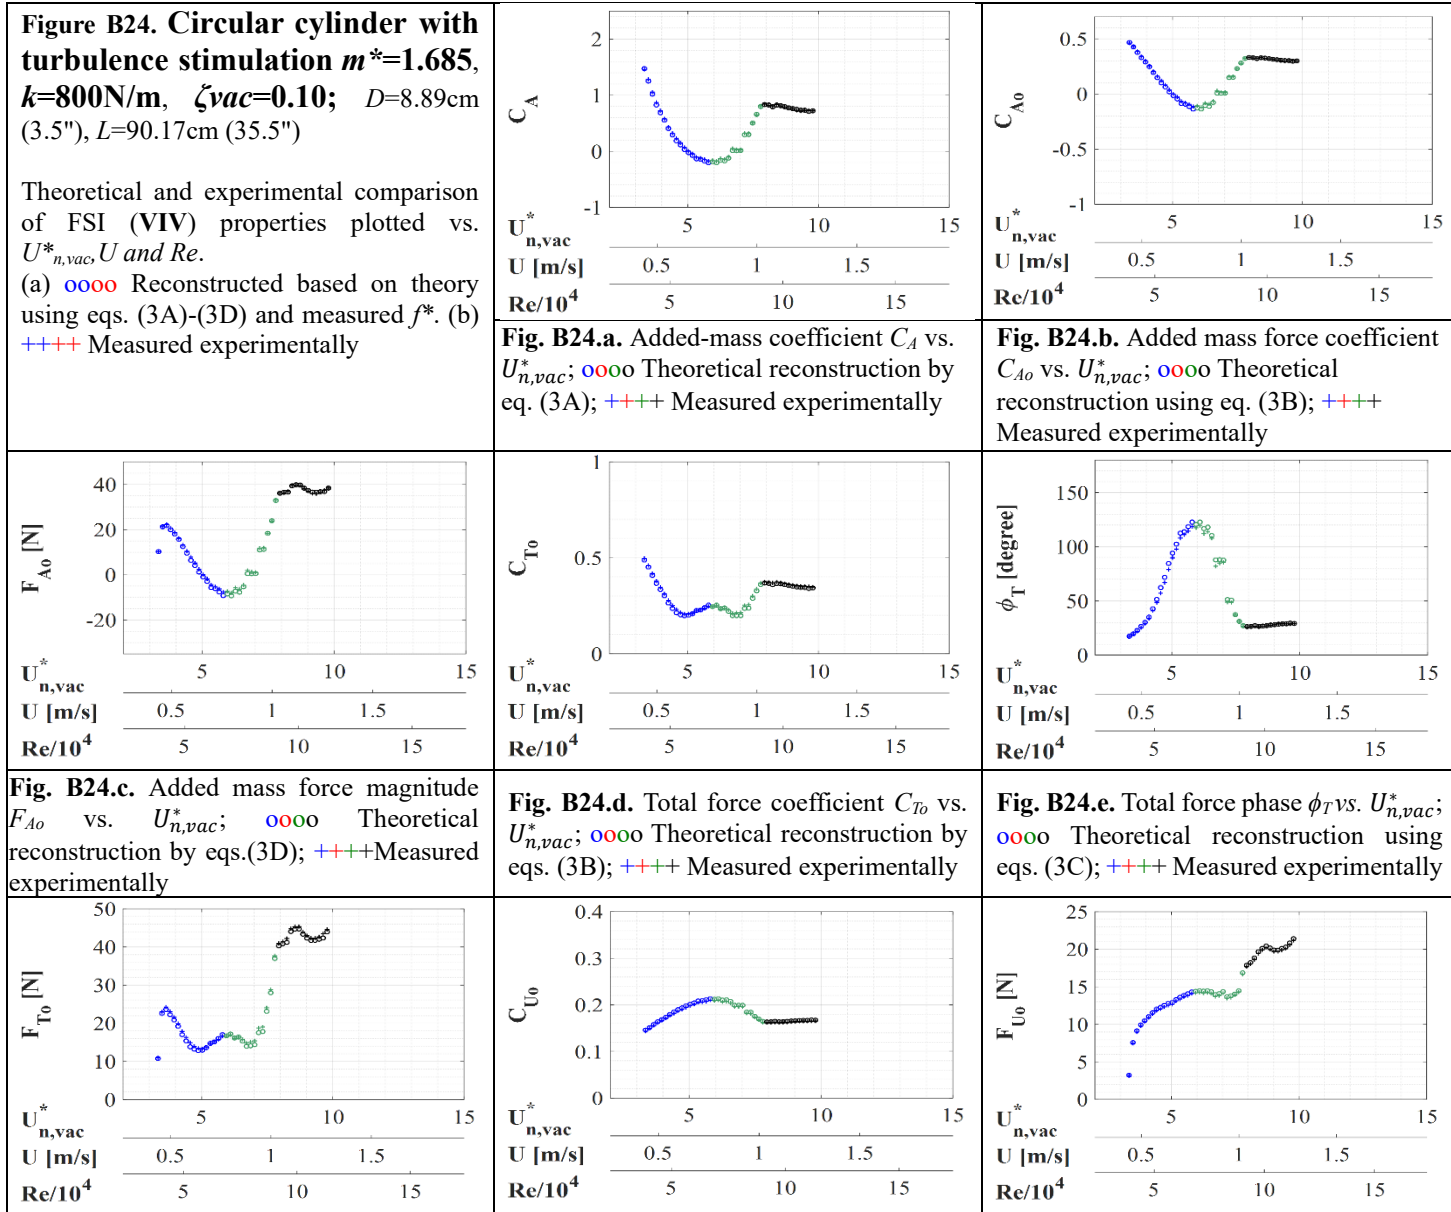 Figure B24. Circular cylinder with
turbulence stimulation m*=1.685,
k=800N/m, ζvac=0.10; D=8.89cm
(3.5"), L=90.17cm (35.5")
Theoretical and experimental comparison
of FSI (VIV) properties plotted vs.
U*n,vac, U and Re.
(a) oooo Reconstructed based on theory
using eqs. (3A)-(3D) and measured f*. (b)
++++ Measured experimentally
C_A
2
1
0
-1
5 10 15
U*n,vac
0.5 1 1.5
U [m/s]
5 10 15
Re/10^4
Fig. B24.a. Added-mass coefficient C_A vs.
U*n,vac; oooo Theoretical reconstruction by
eq. (3A); ++++ Measured experimentally
C_Ao
0.5
0
-0.5
-1
5 10 15
U*n,vac
0.5 1 1.5
U [m/s]
5 10 15
Re/10^4
Fig. B24.b. Added mass force coefficient
C_Ao vs. U*n,vac; oooo Theoretical
reconstruction using eq. (3B); ++++
Measured experimentally
F_Ao [N]
40
20
0
-20
5 10 15
U*n,vac
0.5 1 1.5
U [m/s]
5 10 15
Re/10^4
Fig. B24.c. Added mass force magnitude
F_Ao vs. U*n,vac; oooo Theoretical
reconstruction by eqs.(3D); ++++Measured
experimentally
C_To
1
0.5
0
5 10 15
U*n,vac
0.5 1 1.5
U [m/s]
5 10 15
Re/10^4
Fig. B24.d. Total force coefficient C_To vs.
U*n,vac; oooo Theoretical reconstruction by
eqs. (3B); ++++ Measured experimentally
ϕ_T [degree]
150
100
50
0
5 10 15
U*n,vac
0.5 1 1.5
U [m/s]
5 10 15
Re/10^4
Fig. B24.e. Total force phase ϕ_T vs. U*n,vac;
oooo Theoretical reconstruction using
eqs. (3C); ++++ Measured experimentally
F_To [N]
50
40
30
20
10
0
5 10 15
U*n,vac
0.5 1 1.5
U [m/s]
5 10 15
Re/10^4
C_Uo
0.4
0.3
0.2
0.1
0
5 10 15
U*n,vac
0.5 1 1.5
U [m/s]
5 10 15
Re/10^4
F_Uo [N]
25
20
15
10
5
0
5 10 15
U*n,vac
0.5 1 1.5
U [m/s]
5 10 15
Re/10^4